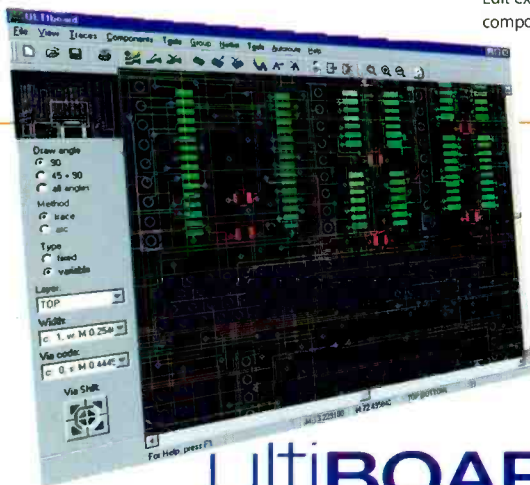 Edit ex
compo
ULTIboard
File View Traces Components Tools Group Netlist Tools Autoroute Help
Draw angle
90
45 + 90
all angles
Method
trace
arc
Type
fixed
variable
Layer:
TOP
Width:
Via code:
Via Shift
For Help, press F1
TOP BOTTOM
UltiBOAR